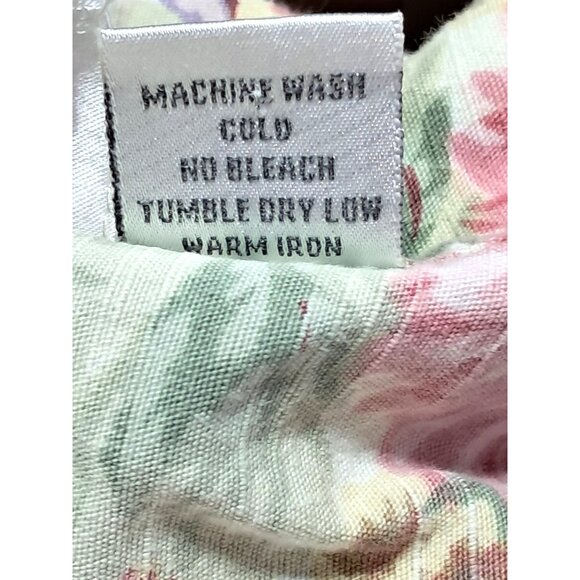 MACHINE WASH
COLD
NO BLEACH
TUMBLE DRY LOW
WARM IRON